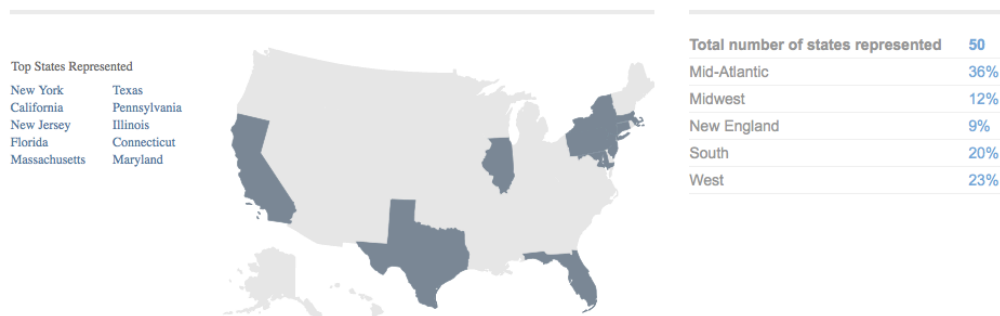 Top States Represented
New York Texas
California Pennsylvania
New Jersey Illinois
Florida Connecticut
Massachusetts Maryland
Total number of states represented 50
Mid-Atlantic 36%
Midwest 12%
New England 9%
South 20%
West 23%